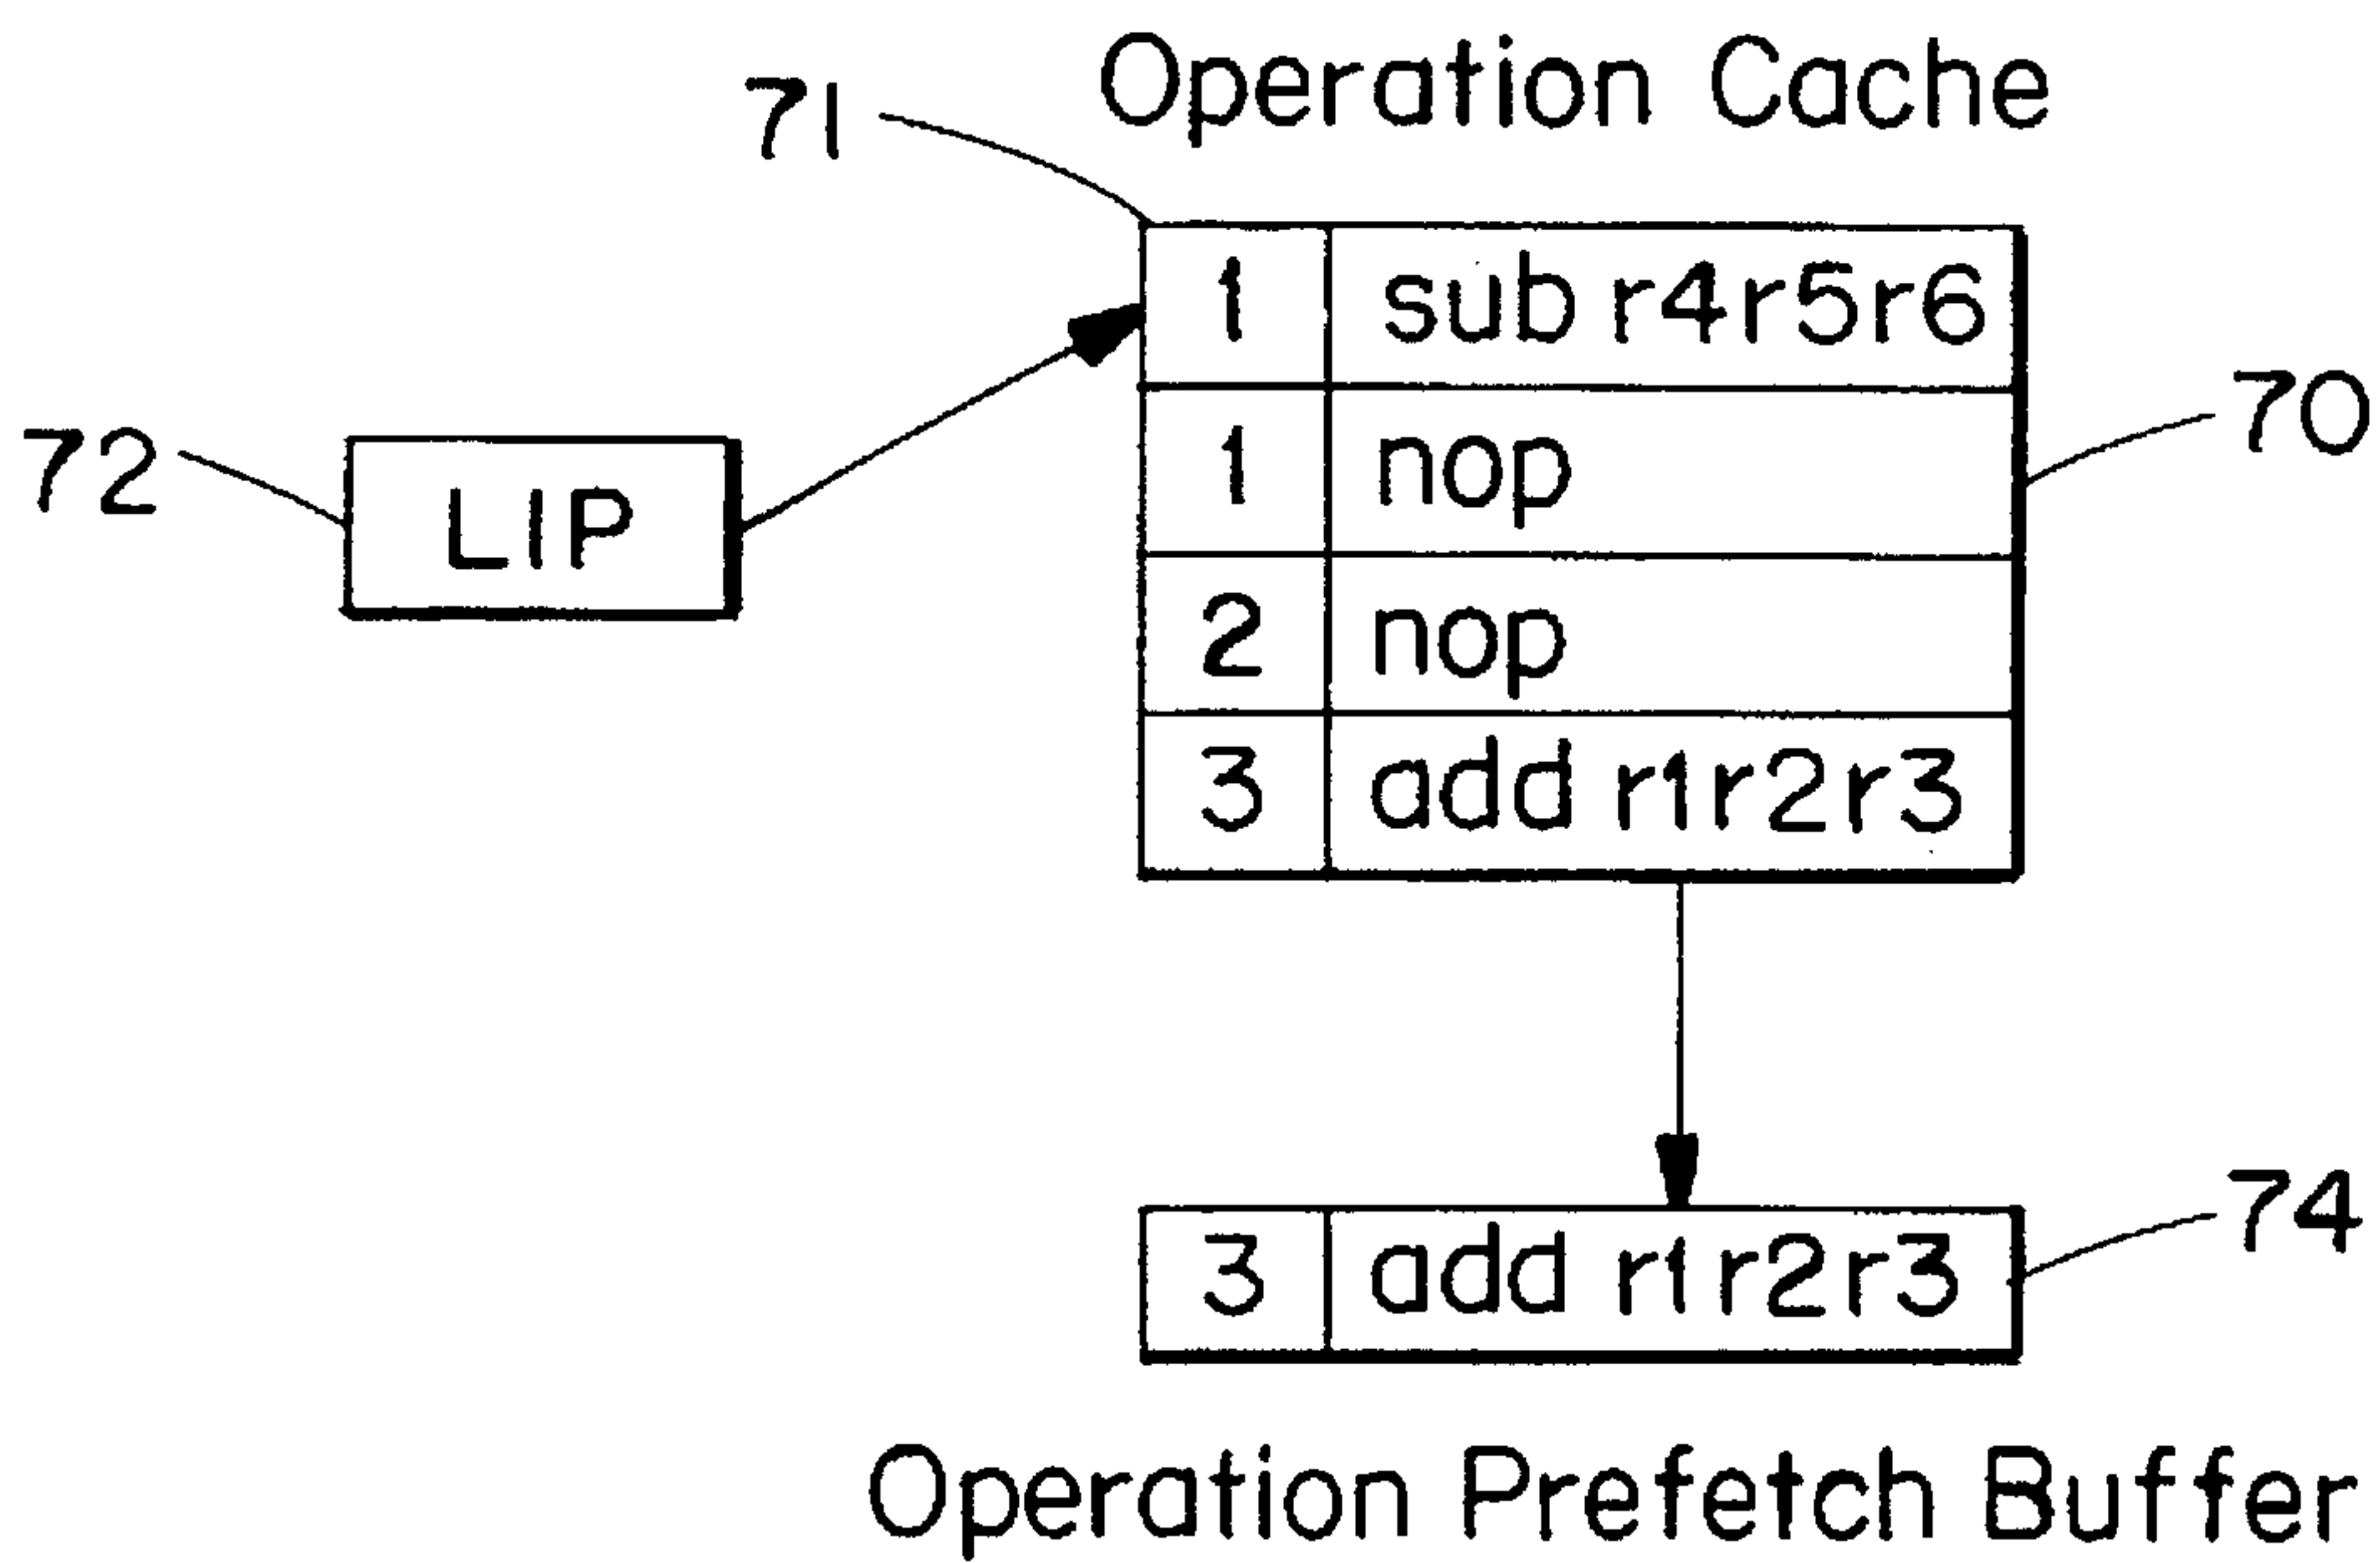 Operation Cache
71
1 sub r4r5r6
70
1 nop
72
LIP
2 nop
3 add r1r2r3
74
3 add r1r2r3
Operation Prefetch Buffer